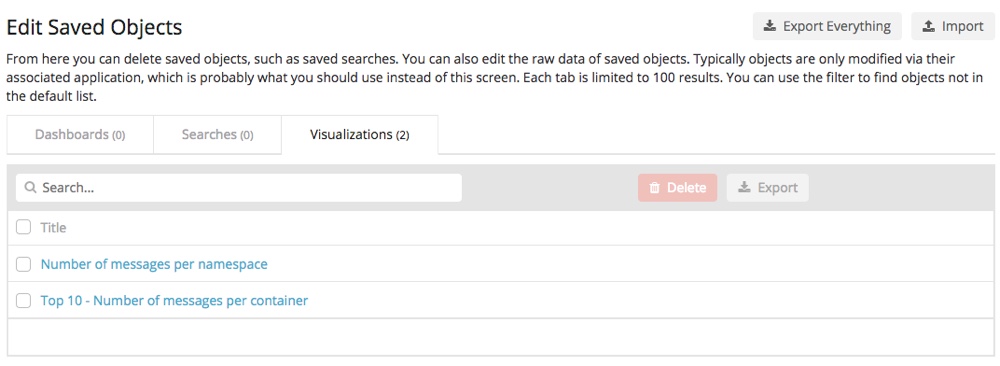 Edit Saved Objects
Export Everything
Import
From here you can delete saved objects, such as saved searches. You can also edit the raw data of saved objects. Typically objects are only modified via their
associated application, which is probably what you should use instead of this screen. Each tab is limited to 100 results. You can use the filter to find objects not in
the default list.
Dashboards (0)
Searches (0)
Visualizations (2)
Search...
Delete
Export
Title
Number of messages per namespace
Top 10 - Number of messages per container